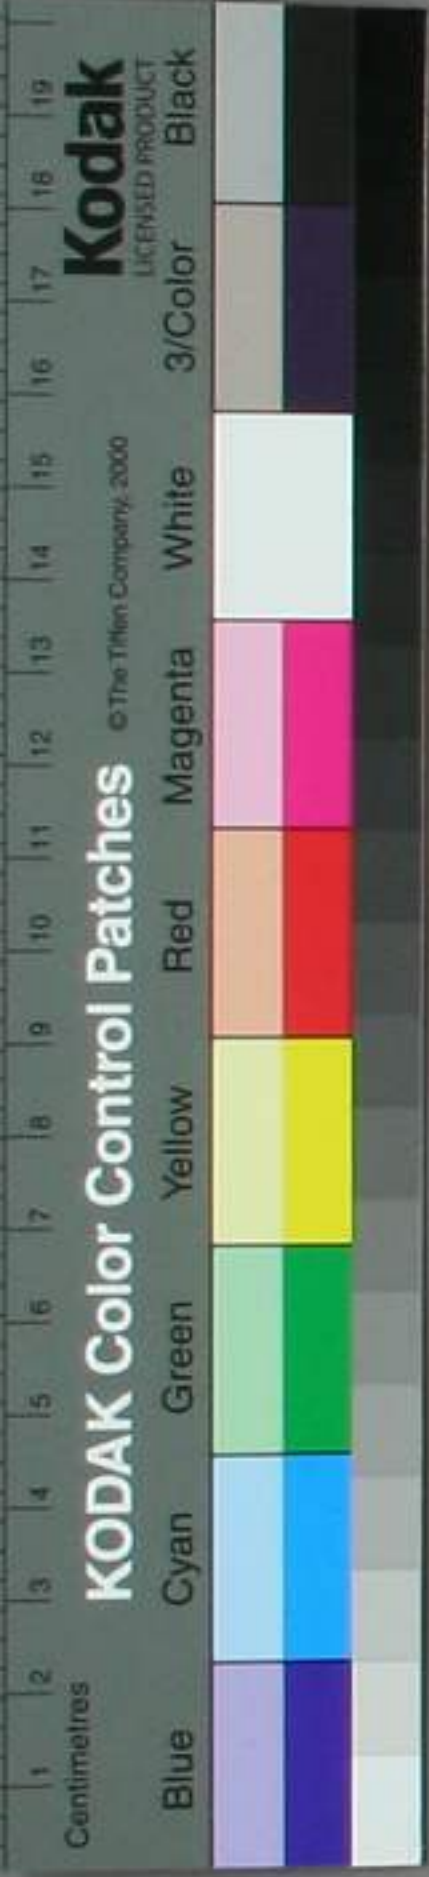 Centimetres
1 2 3 4 5 6 7 8 9 10 11 12 13 14 15 16 17 18 19
KODAK Color Control Patches
©The Tiffen Company, 2000
Kodak
LICENSED PRODUCT
Blue Cyan Green Yellow Red Magenta White 3/Color Black